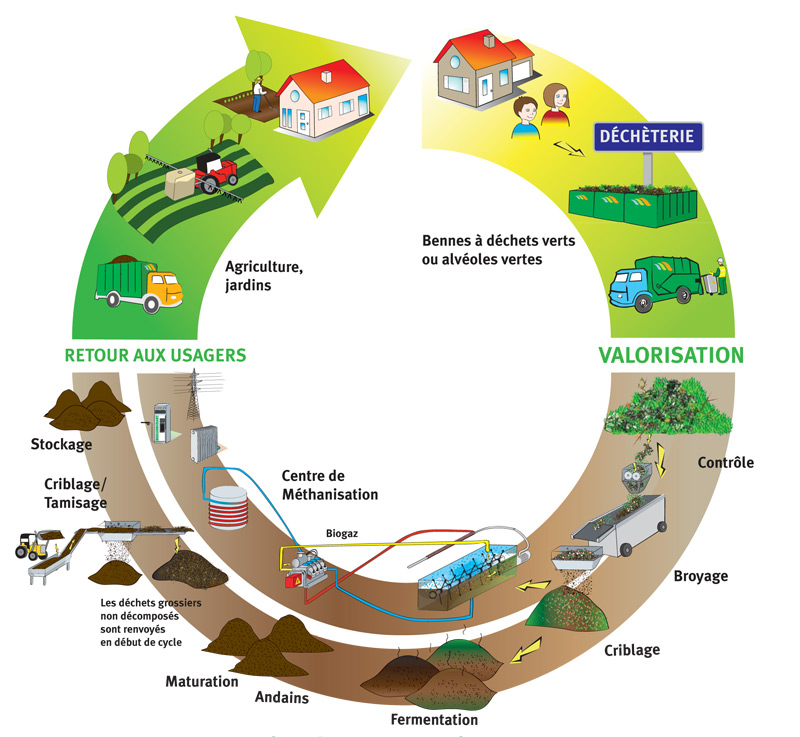 DÉCHÈTERIE
Bennes à déchets verts
ou alvéoles vertes
Agriculture,
jardins
RETOUR AUX USAGERS
VALORISATION
Stockage
Contrôle
Centre de
Méthanisation
Criblage/
Tamisage
Biogaz
Broyage
Les déchets grossiers
non décomposés
sont renvoyés
en début de cycle
Criblage
Maturation
Andains
Fermentation